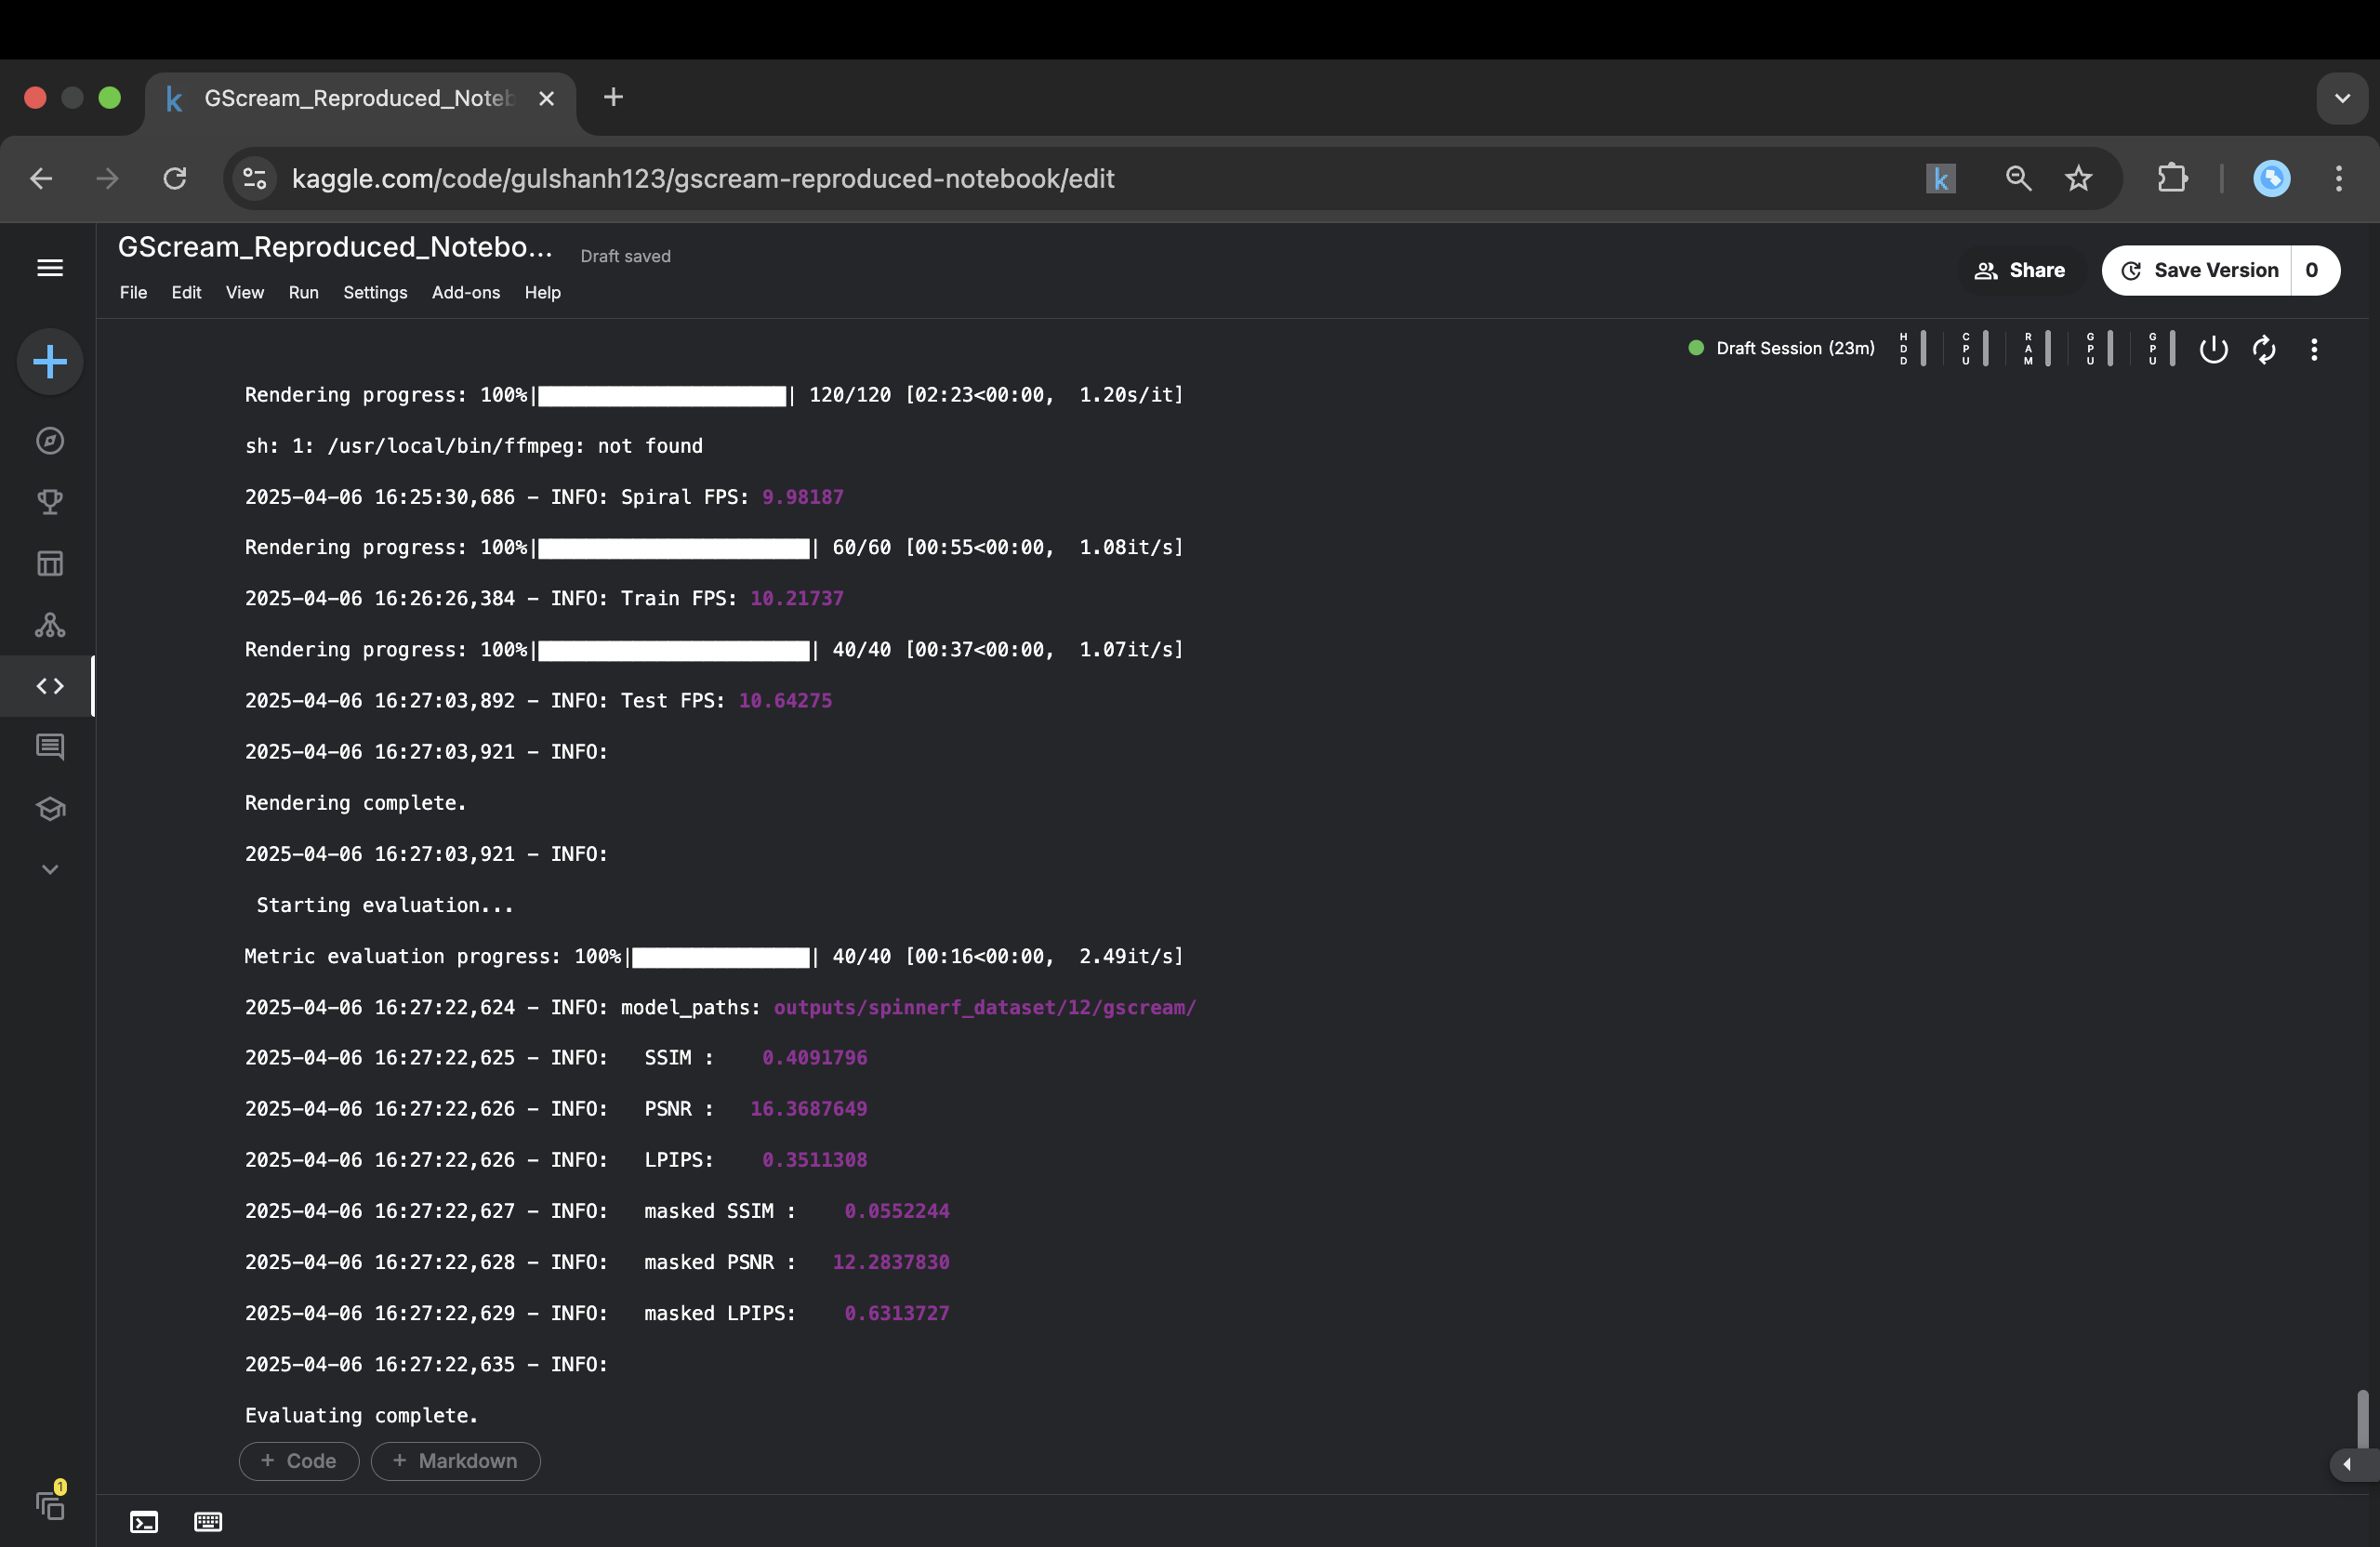 GScream_Reproduced_Noteb
kaggle.com/code/gulshanh123/gscream-reproduced-notebook/edit
GScream_Reproduced_Notebo...
Draft saved
Share
Save Version
0
File Edit View Run Settings Add-ons Help
Draft Session (23m)
HDD
CPU
RAM
GPU
GPU
Rendering progress: 100%| | 120/120 [02:23<00:00, 1.20s/it]
sh: 1: /usr/local/bin/ffmpeg: not found
2025-04-06 16:25:30,686 - INFO: Spiral FPS: 9.98187
Rendering progress: 100%| | 60/60 [00:55<00:00, 1.08it/s]
2025-04-06 16:26:26,384 - INFO: Train FPS: 10.21737
Rendering progress: 100%| | 40/40 [00:37<00:00, 1.07it/s]
2025-04-06 16:27:03,892 - INFO: Test FPS: 10.64275
2025-04-06 16:27:03,921 - INFO:
Rendering complete.
2025-04-06 16:27:03,921 - INFO:
Starting evaluation...
Metric evaluation progress: 100%| | 40/40 [00:16<00:00, 2.49it/s]
2025-04-06 16:27:22,624 - INFO: model_paths: outputs/spinnerf_dataset/12/gscream/
2025-04-06 16:27:22,625 - INFO: SSIM : 0.4091796
2025-04-06 16:27:22,626 - INFO: PSNR : 16.3687649
2025-04-06 16:27:22,626 - INFO: LPIPS: 0.3511308
2025-04-06 16:27:22,627 - INFO: masked SSIM : 0.0552244
2025-04-06 16:27:22,628 - INFO: masked PSNR : 12.2837830
2025-04-06 16:27:22,629 - INFO: masked LPIPS: 0.6313727
2025-04-06 16:27:22,635 - INFO:
Evaluating complete.
+ Code + Markdown
1